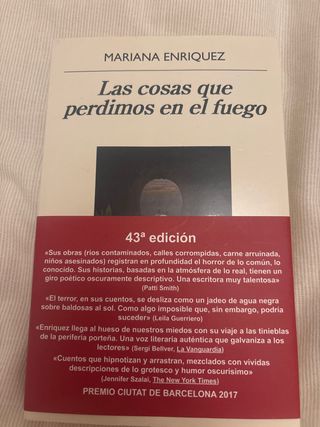 MARIANA ENRIQUEZ
Las cosas que
perdimos en el fuego
43ª edición
«Sus obras (ríos contaminados, calles corrompidas, carne arruinada,
niños asesinados) registran en profundidad el horror de lo común, lo
conocido. Sus historias, basadas en la atmósfera de lo real, tienen un
giro poético oscuramente descriptivo. Una escritora muy talentosa»
(Patti Smith)
«El terror, en sus cuentos, se desliza como un jadeo de agua negra
sobre baldosas al sol. Como algo imposible que, sin embargo, podría
suceder» (Leila Guerriero)
«Enriquez llega al hueso de nuestros miedos con su viaje a las tinieblas
de la periferia porteña. Una voz literaria auténtica que galvaniza a los
lectores» (Sergi Bellver, La Vanguardia)
«Cuentos que hipnotizan y arrastran, mezclados con vívidas
descripciones de lo grotesco y humor oscurísimo»
(Jennifer Szalai, The New York Times)
PREMIO CIUTAT DE BARCELONA 2017